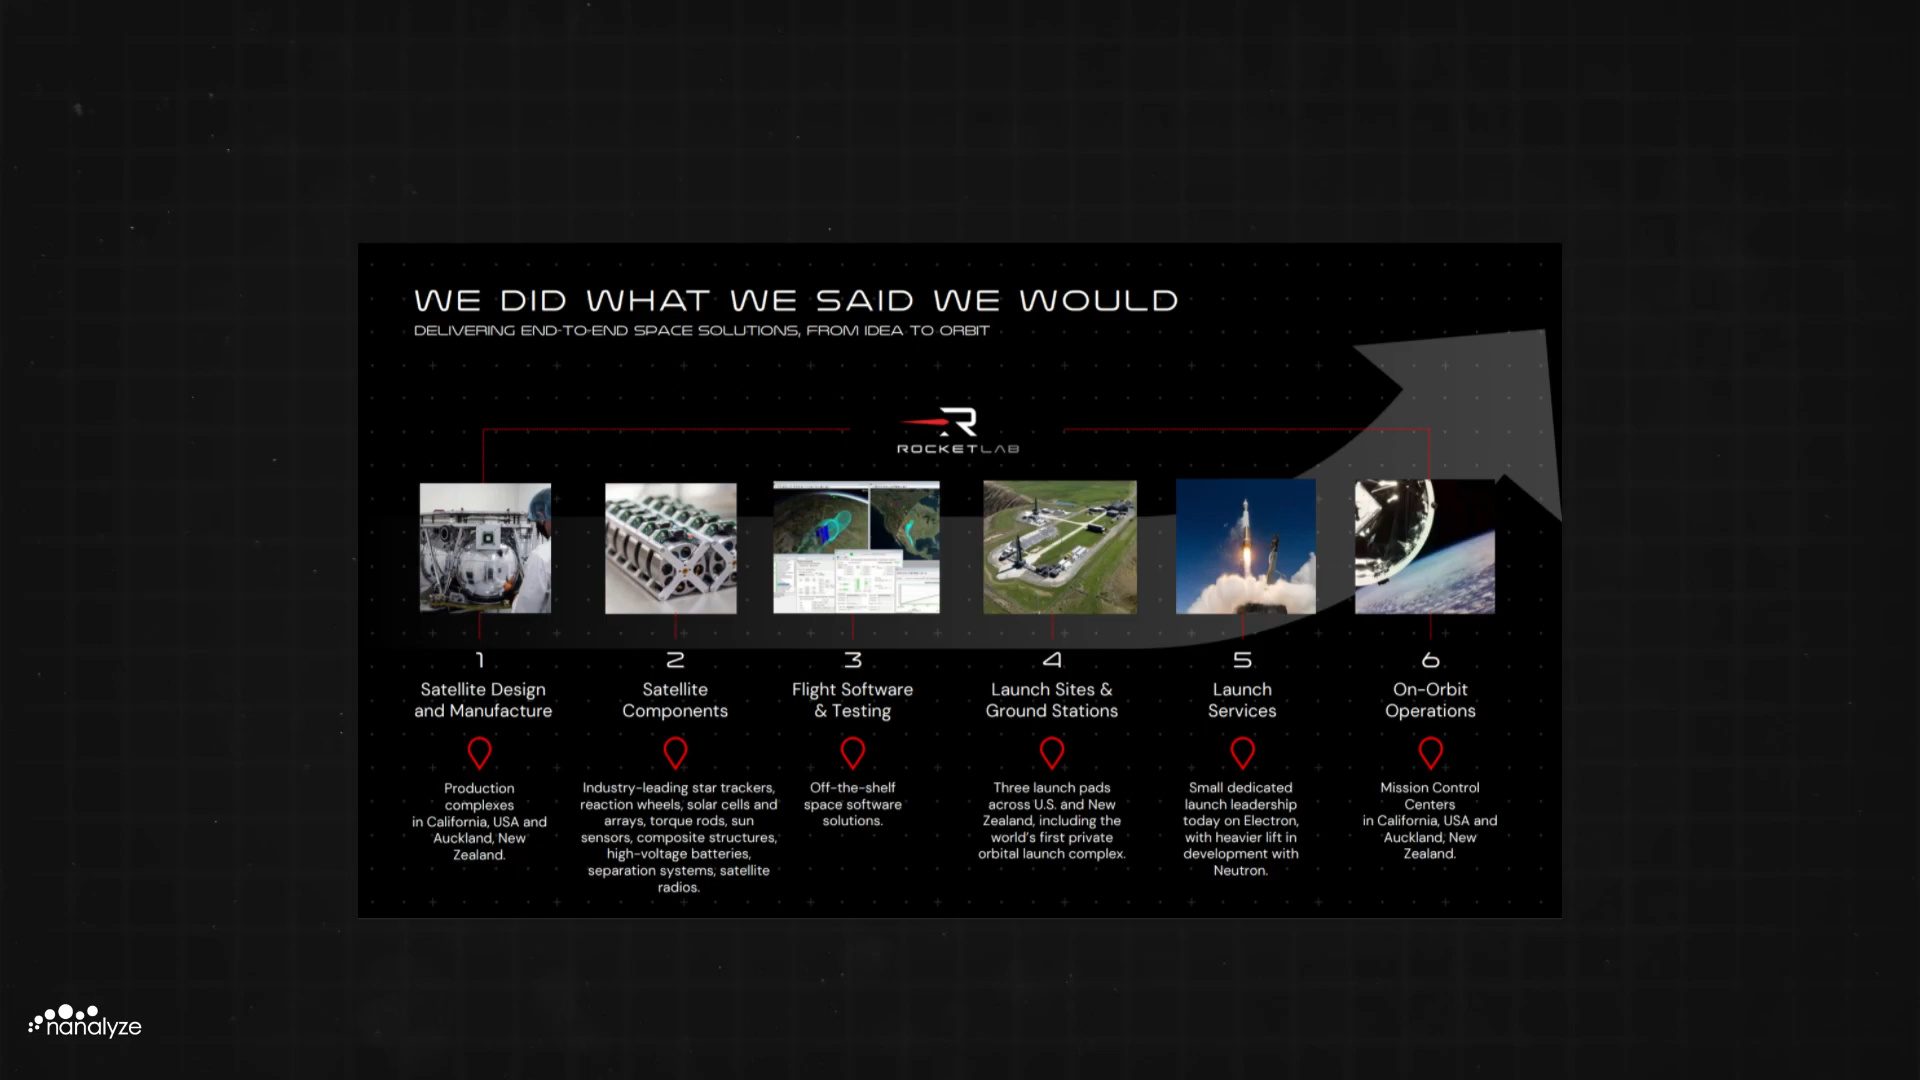 WE DID WHAT WE SAID WE WOULD
DELIVERING END-TO-END SPACE SOLUTIONS, FROM IDEA TO ORBIT
ROCKETLAB
1
Satellite Design
and Manufacture
Production
complexes
in California, USA and
Auckland, New
Zealand.
2
Satellite
Components
Industry-leading star trackers,
reaction wheels, solar cells and
arrays, torque rods, sun
sensors, composite structures,
high-voltage batteries,
separation systems, satellite
radios.
3
Flight Software
& Testing
Off-the-shelf
space software
solutions.
4
Launch Sites &
Ground Stations
Three launch pads
across U.S. and New
Zealand, including the
world's first private
orbital launch complex.
5
Launch
Services
Small dedicated
launch leadership
today on Electron,
with heavier lift in
development with
Neutron.
6
On-Orbit
Operations
Mission Control
Centers
in California, USA and
Auckland, New
Zealand.
nanalyze